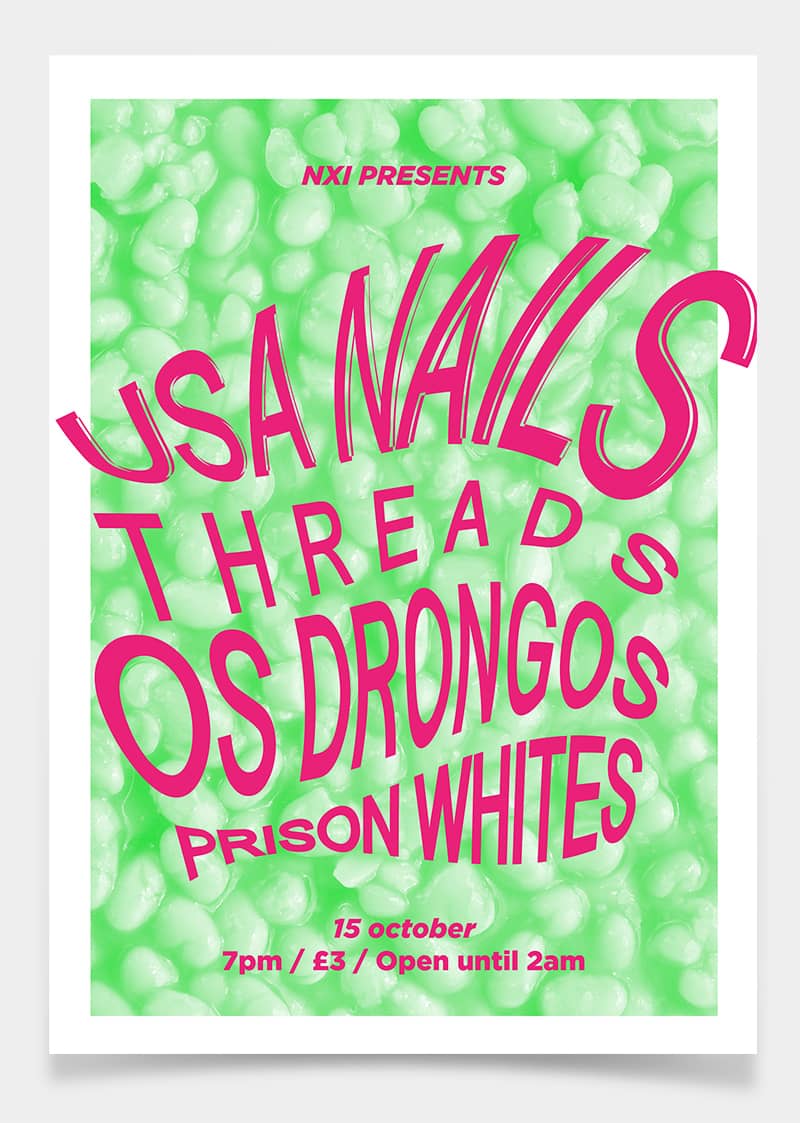 NXI PRESENTS
USA NAILS
THREADS
OS DRONGOS
PRISON WHITES
15 october
7pm / £3 / Open until 2am